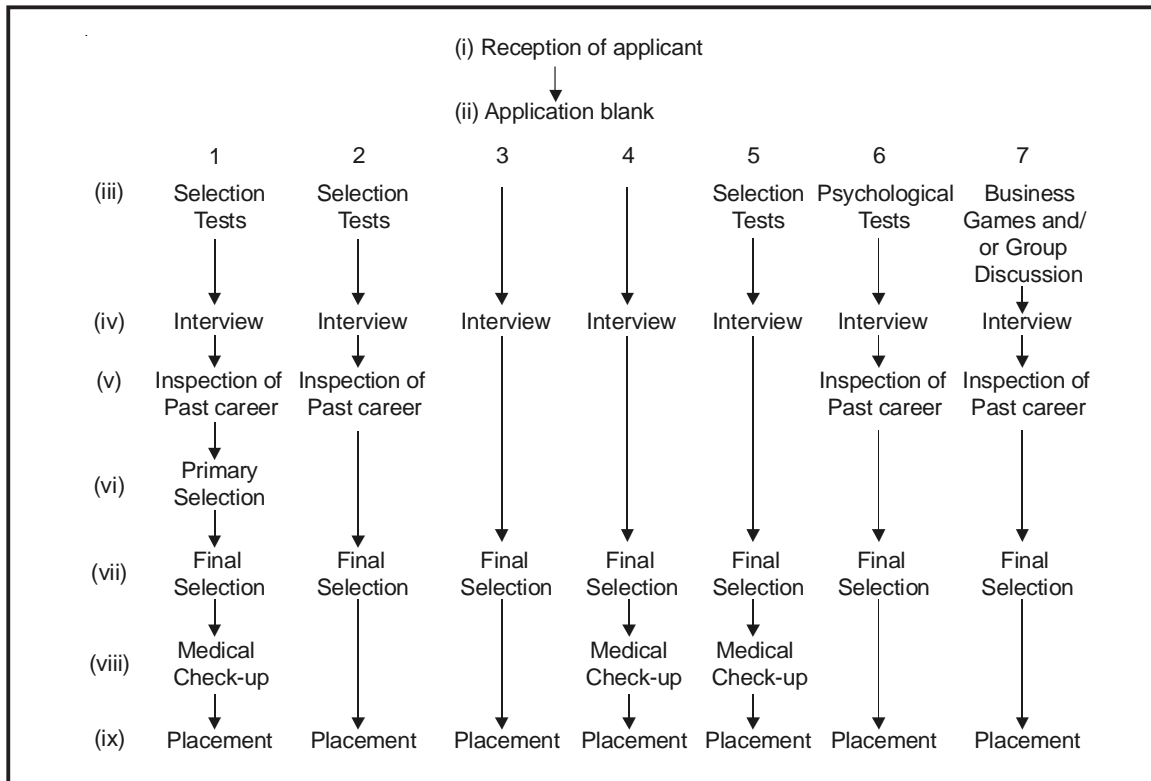 (i) Reception of applicant
(ii) Application blank
1 2 3 4 5 6 7
(iii) Selection Selection Selection Psychological Business
Tests Tests Tests Tests Games and/
or Group
Discussion
(iv) Interview Interview Interview Interview Interview Interview Interview
(v) Inspection of Inspection of Inspection of Inspection of
Past career Past career Past career Past career
(vi) Primary
Selection
(vii) Final Final Final Final Final Final Final
Selection Selection Selection Selection Selection Selection Selection
(viii) Medical Medical Medical
Check-up Check-up Check-up
(ix) Placement Placement Placement Placement Placement Placement Placement